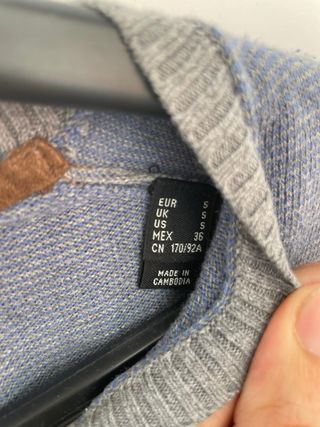 EUR S
UK S
US S
MEX 36
CN 170/92A
MADE IN
CAMBODIA